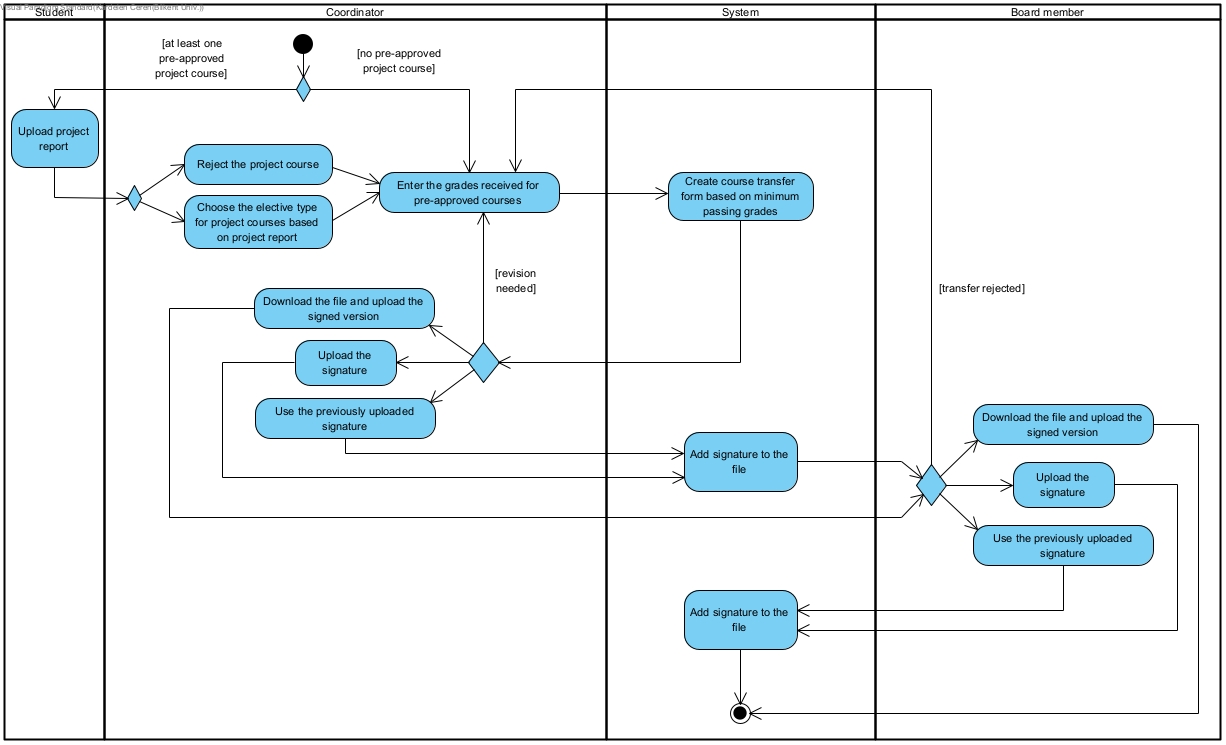 Visual Paradigm Standard(Kardelen Ceren(Bilkent Univ.))
Student
Coordinator
System
Board member
[at least one
pre-approved
project course]
[no pre-approved
project course]
Upload project
report
Reject the project course
Choose the elective type
for project courses based
on project report
Enter the grades received for
pre-approved courses
Create course transfer
form based on minimum
passing grades
[revision
needed]
[transfer rejected]
Download the file and upload the
signed version
Upload the
signature
Use the previously uploaded
signature
Add signature to the
file
Download the file and upload the
signed version
Upload the
signature
Use the previously uploaded
signature
Add signature to the
file